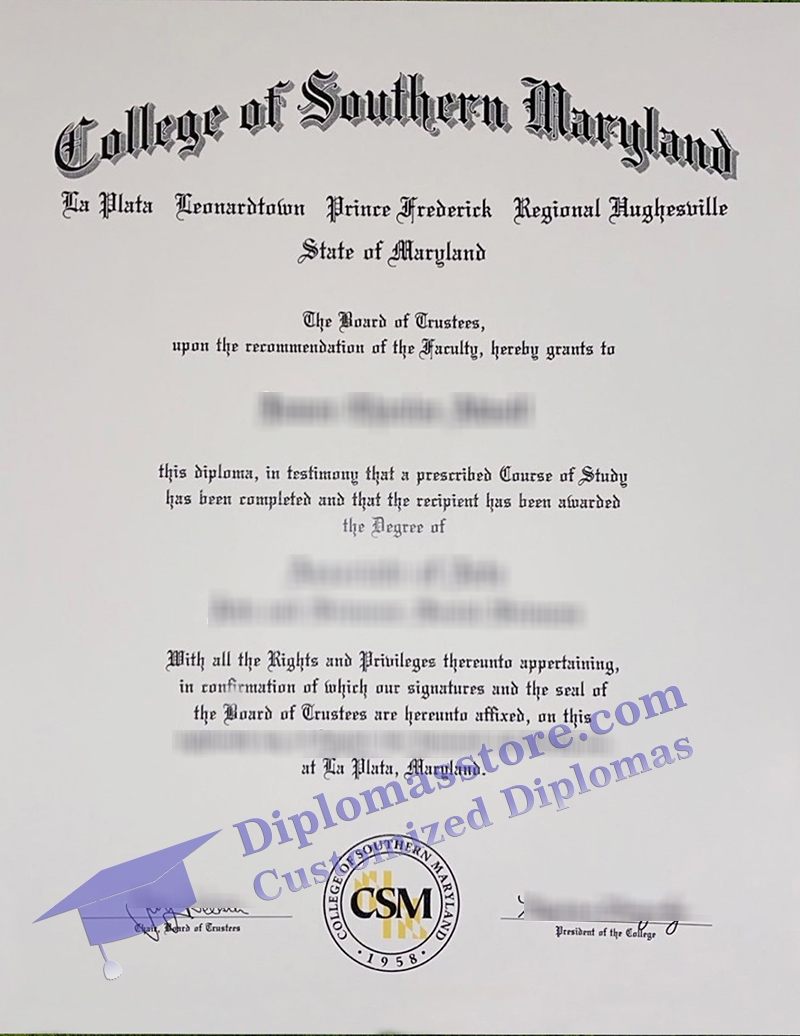 College of Southern Maryland
La Plata Leonardtown Prince Frederick Regional Hughesville
State of Maryland
The Board of Trustees,
upon the recommendation of the Faculty, hereby grants to
this diploma, in testimony that a prescribed Course of Study
has been completed and that the recipient has been awarded
the Degree of
With all the Rights and Privileges thereunto appertaining,
in confirmation of which our signatures and the seal of
the Board of Trustees are hereunto affixed, on this
at La Plata, Maryland.
Diplomasstore.com
Customized Diplomas
COLLEGE OF SOUTHERN MARYLAND
CSM
· 1958 ·
Chair, Board of Trustees
President of the College